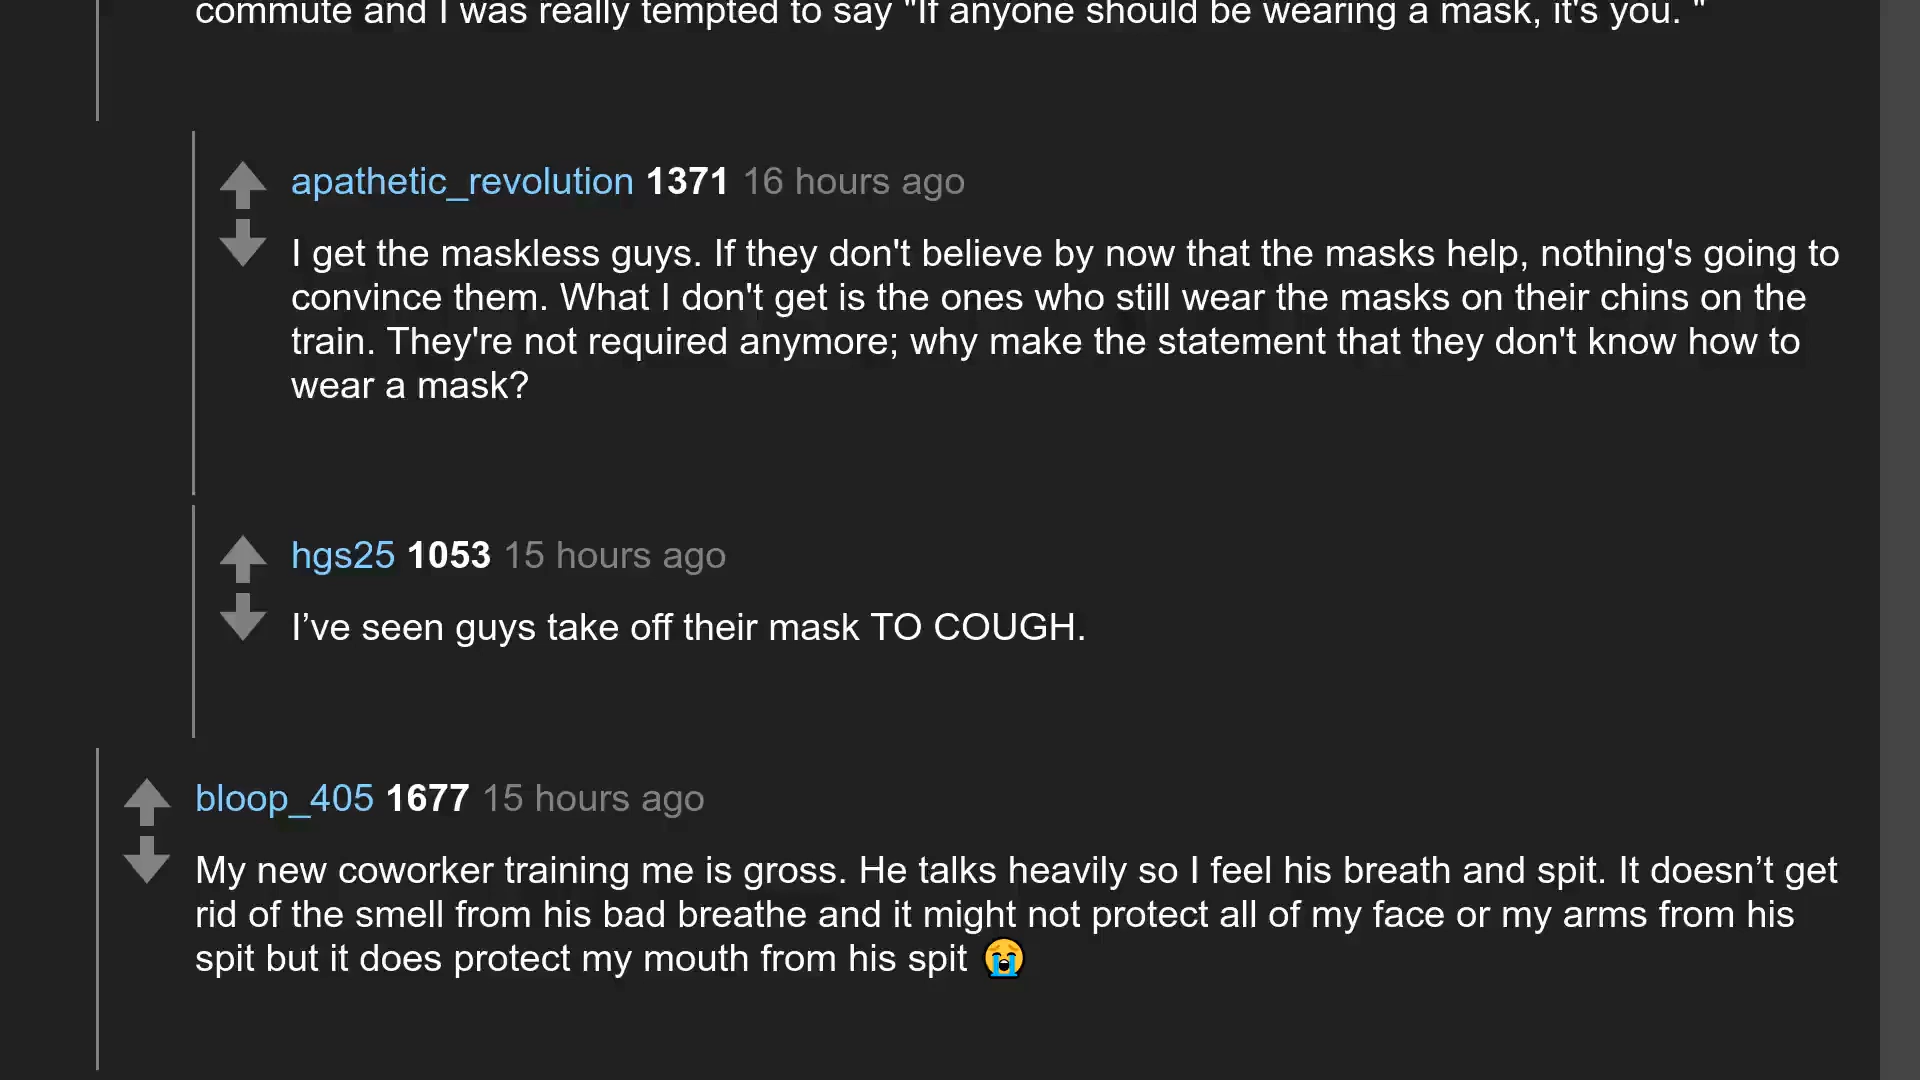 commute and I was really tempted to say "If anyone should be wearing a mask, it's you. "
apathetic_revolution 1371 16 hours ago
I get the maskless guys. If they don't believe by now that the masks help, nothing's going to
convince them. What I don't get is the ones who still wear the masks on their chins on the
train. They're not required anymore; why make the statement that they don't know how to
wear a mask?
hgs25 1053 15 hours ago
I’ve seen guys take off their mask TO COUGH.
bloop_405 1677 15 hours ago
My new coworker training me is gross. He talks heavily so I feel his breath and spit. It doesn’t get
rid of the smell from his bad breathe and it might not protect all of my face or my arms from his
spit but it does protect my mouth from his spit 😭